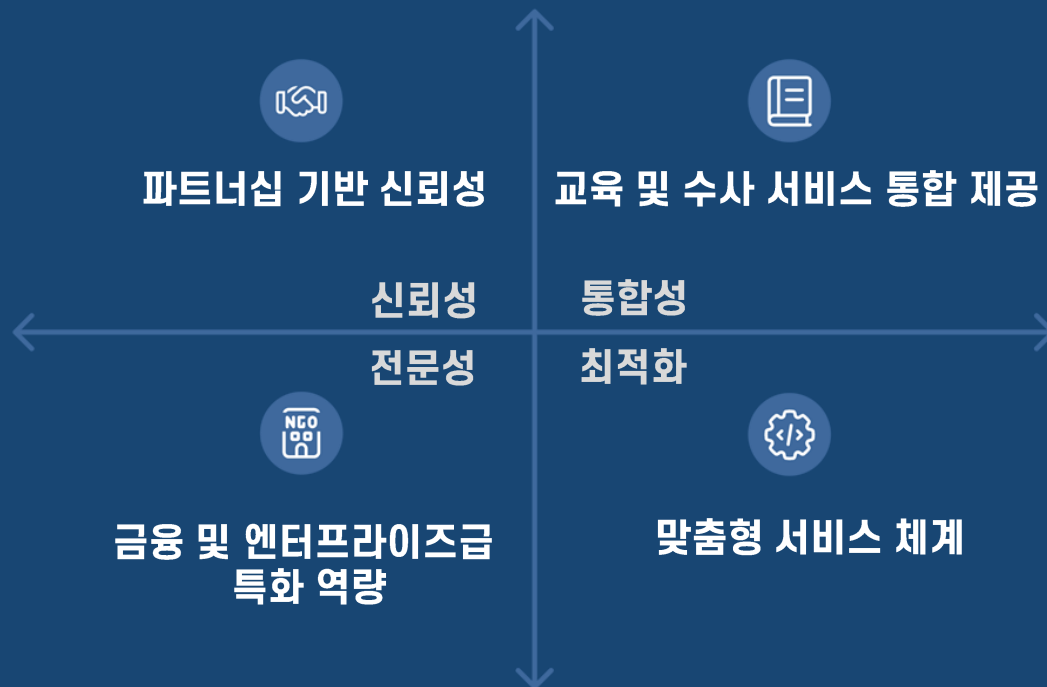 파트너십 기반 신뢰성
교육 및 수사 서비스 통합 제공
신뢰성
통합성
전문성
최적화
NGO
금융 및 엔터프라이즈급
특화 역량
</>
맞춤형 서비스 체계